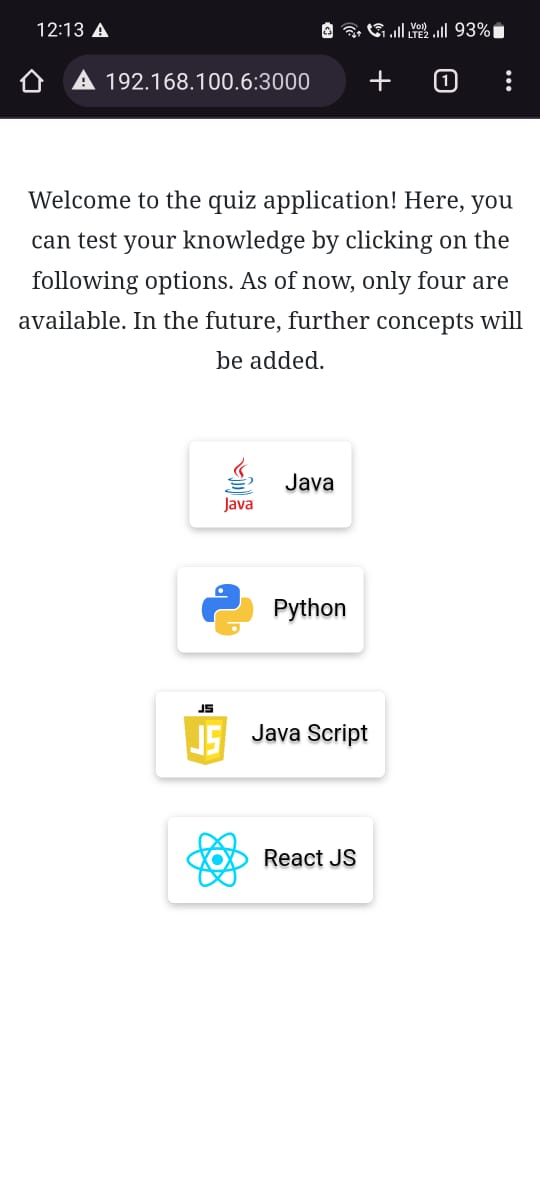 12:13
Vo))
LTE2
93%
192.168.100.6:3000
1
Welcome to the quiz application! Here, you
can test your knowledge by clicking on the
following options. As of now, only four are
available. In the future, further concepts will
be added.
Java
Java
Python
JS
JS
Java Script
React JS